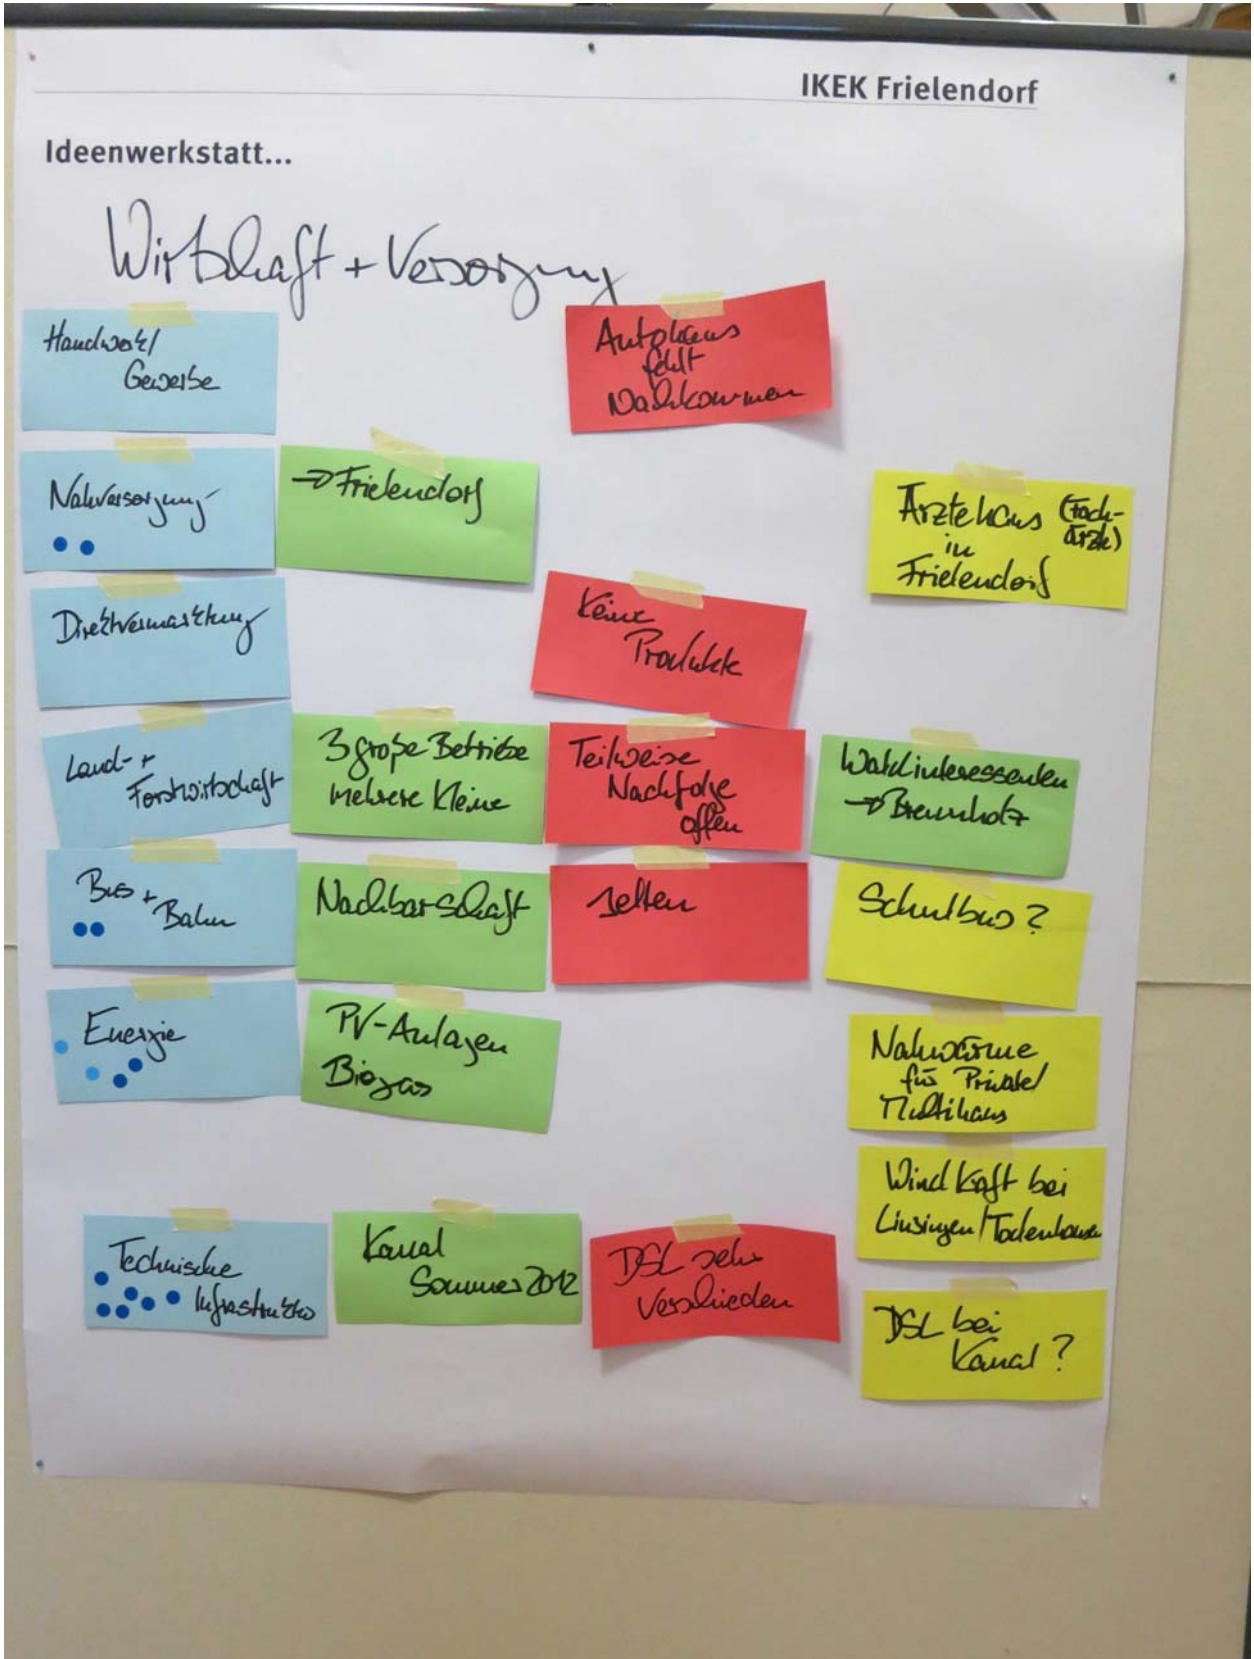 IKEK Frielendorf
Ideenwerkstatt...
Wirtschaft + Versorgung
Handwerk/
Gewerbe
Autohaus
fehlt
Nachkommen
Nahversorgung
→ Frielendorf
Ärztehaus (Fach-
ärzte)
in
Frielendorf
Direktvermarktung
Keine
Produkte
Land- +
Forstwirtschaft
3 große Betriebe
mehrere Kleine
Teilweise
Nachfolge
offen
Waldinteressenten
→ Brennholz
Bus +
Bahn
Nachbarschaft
selten
Schulbus?
Energie
PV-Anlagen
Biogas
Nahwärme
für Private/
Multihaus
Windkraft bei
Linsingen/Todenhausen
Technische
Infrastruktur
Kanal
Sommer 2012
DSL sehr
verschieden
DSL bei
Kanal?